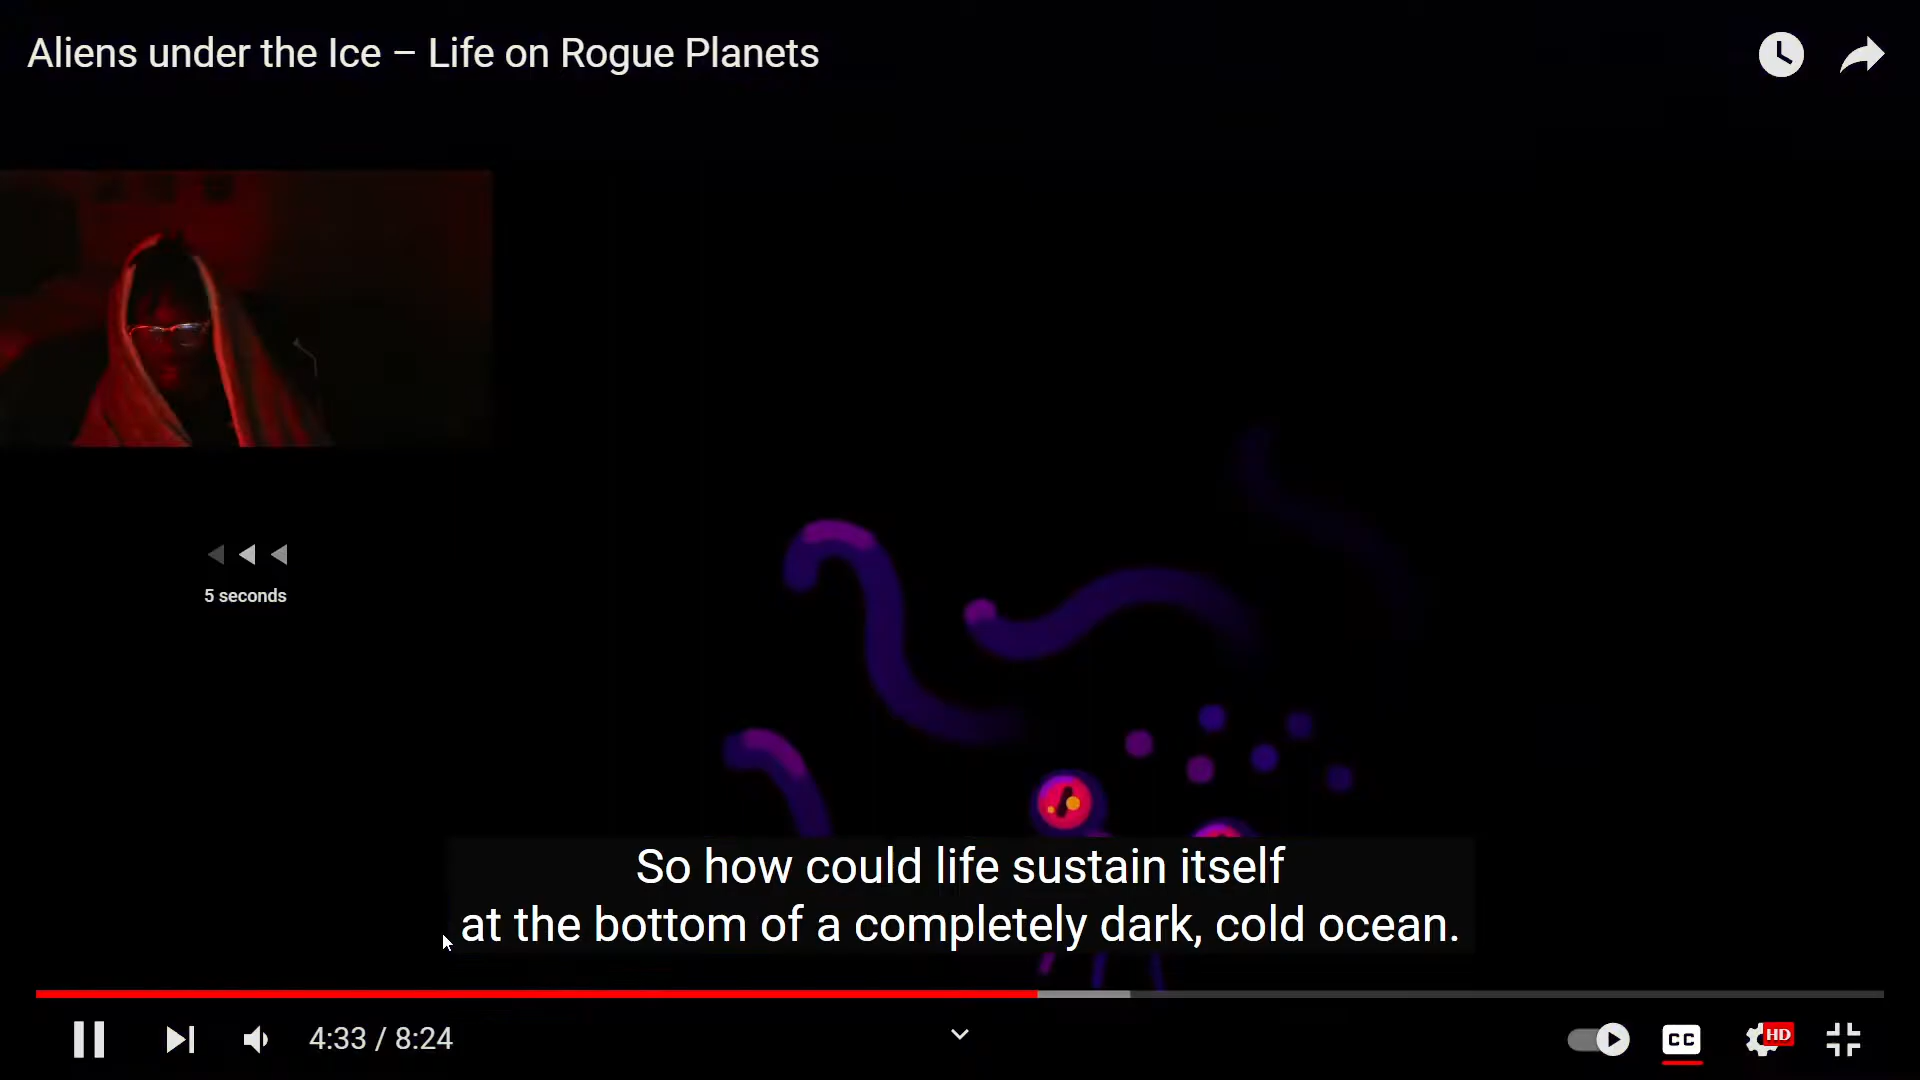 Aliens under the Ice – Life on Rogue Planets
5 seconds
So how could life sustain itself
at the bottom of a completely dark, cold ocean.
4:33 / 8:24
CC
HD